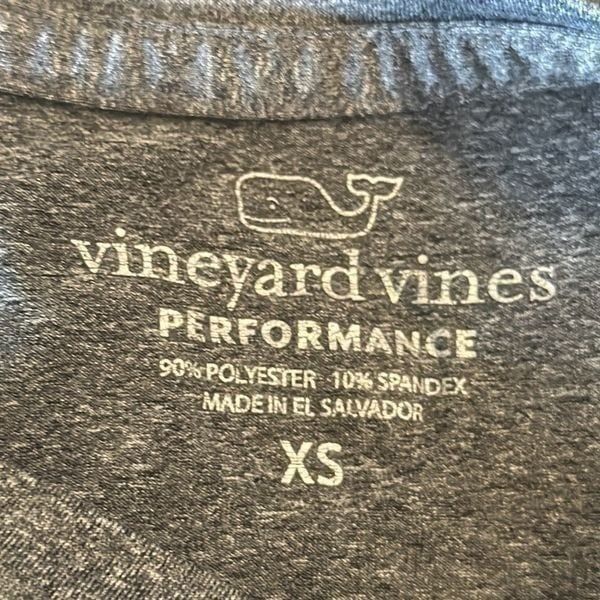 vineyard vines
PERFORMANCE
90% POLYESTER 10% SPANDEX
MADE IN EL SALVADOR
XS